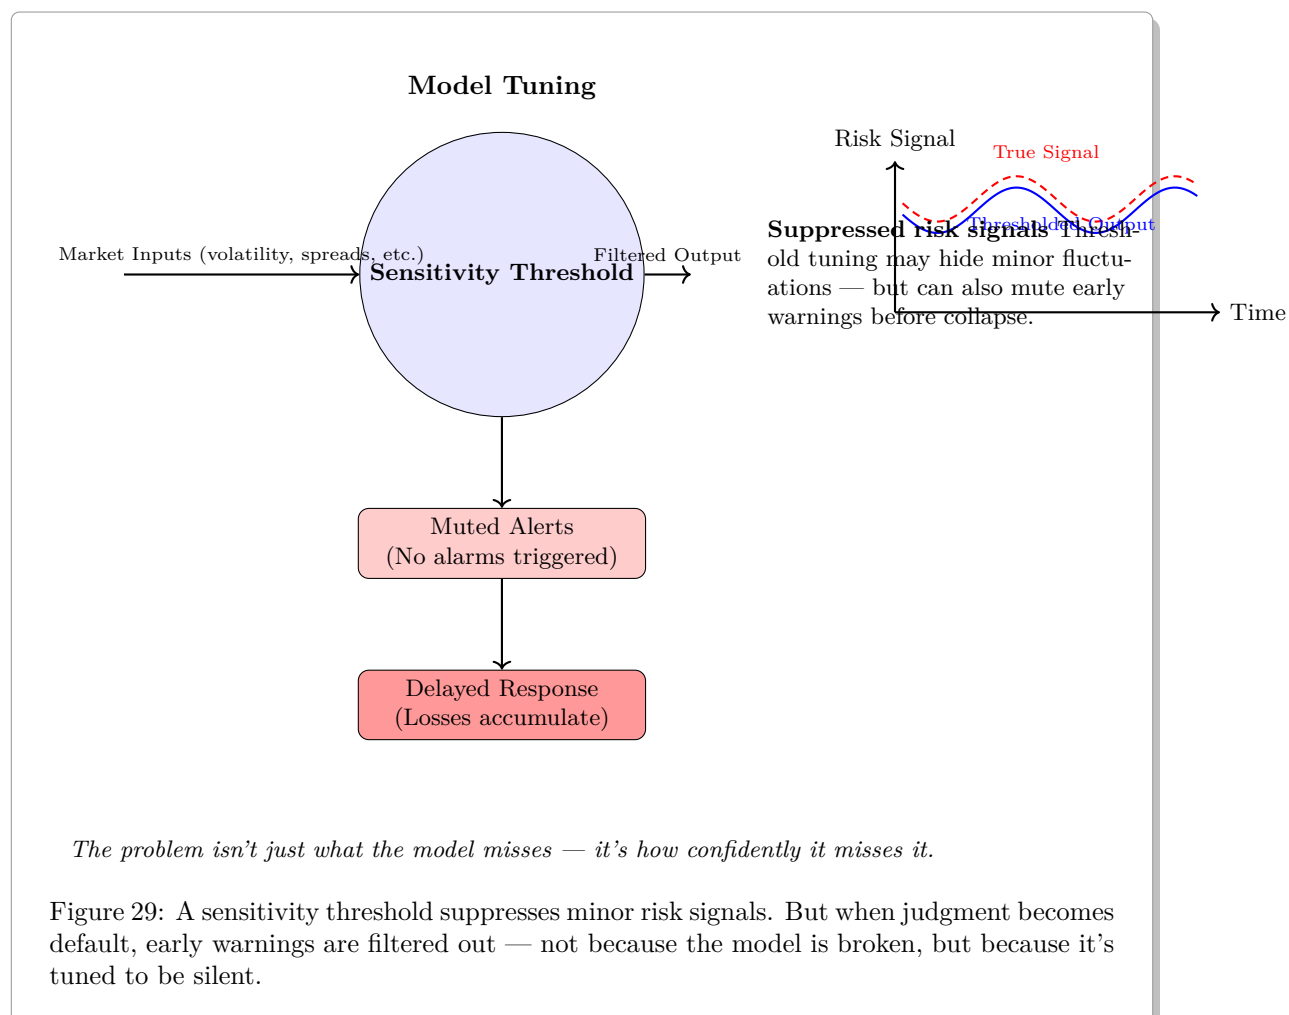 Model Tuning
Market Inputs (volatility, spreads, etc.)
Sensitivity Threshold
Filtered Output
Risk Signal
True Signal
Thresholded Output
Time
Suppressed risk signals Thresh-
old tuning may hide minor fluctu-
ations — but can also mute early
warnings before collapse.
Muted Alerts
(No alarms triggered)
Delayed Response
(Losses accumulate)
The problem isn't just what the model misses — it's how confidently it misses it.
Figure 29: A sensitivity threshold suppresses minor risk signals. But when judgment becomes
default, early warnings are filtered out — not because the model is broken, but because it's
tuned to be silent.